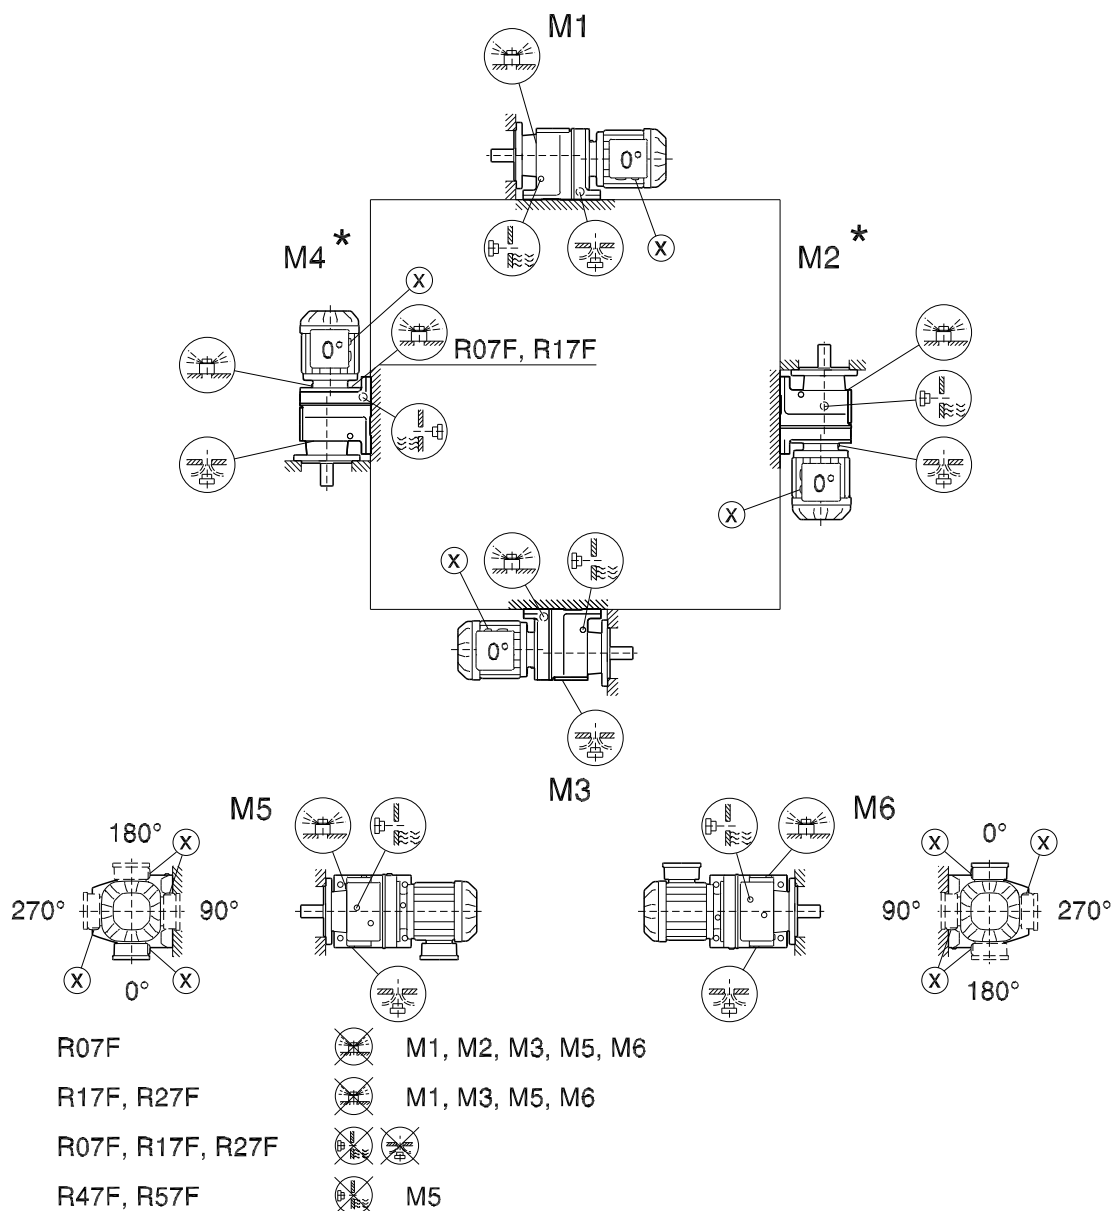 M1
0°
X
M4 *
M2 *
X
0°
R07F, R17F
0°
X
X
0°
M3
M5
M6
180°
X
0°
X
X
270°
90°
90°
270°
X
0°
X
X
180°
R07F
M1, M2, M3, M5, M6
R17F, R27F
M1, M3, M5, M6
R07F, R17F, R27F
R47F, R57F
M5